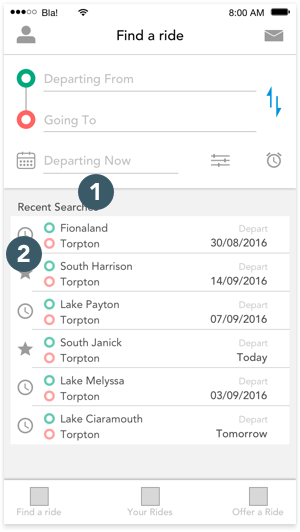 Bla! 8:00 AM
Find a ride
Departing From
Going To
Departing Now
1
Recent Searches
2
Fionaland Depart
Torpton 30/08/2016
South Harrison Depart
Torpton 14/09/2016
Lake Payton Depart
Torpton 07/09/2016
South Janick Depart
Torpton Today
Lake Melyssa Depart
Torpton 03/09/2016
Lake Ciaramouth Depart
Torpton Tomorrow
Find a ride Your Rides Offer a Ride